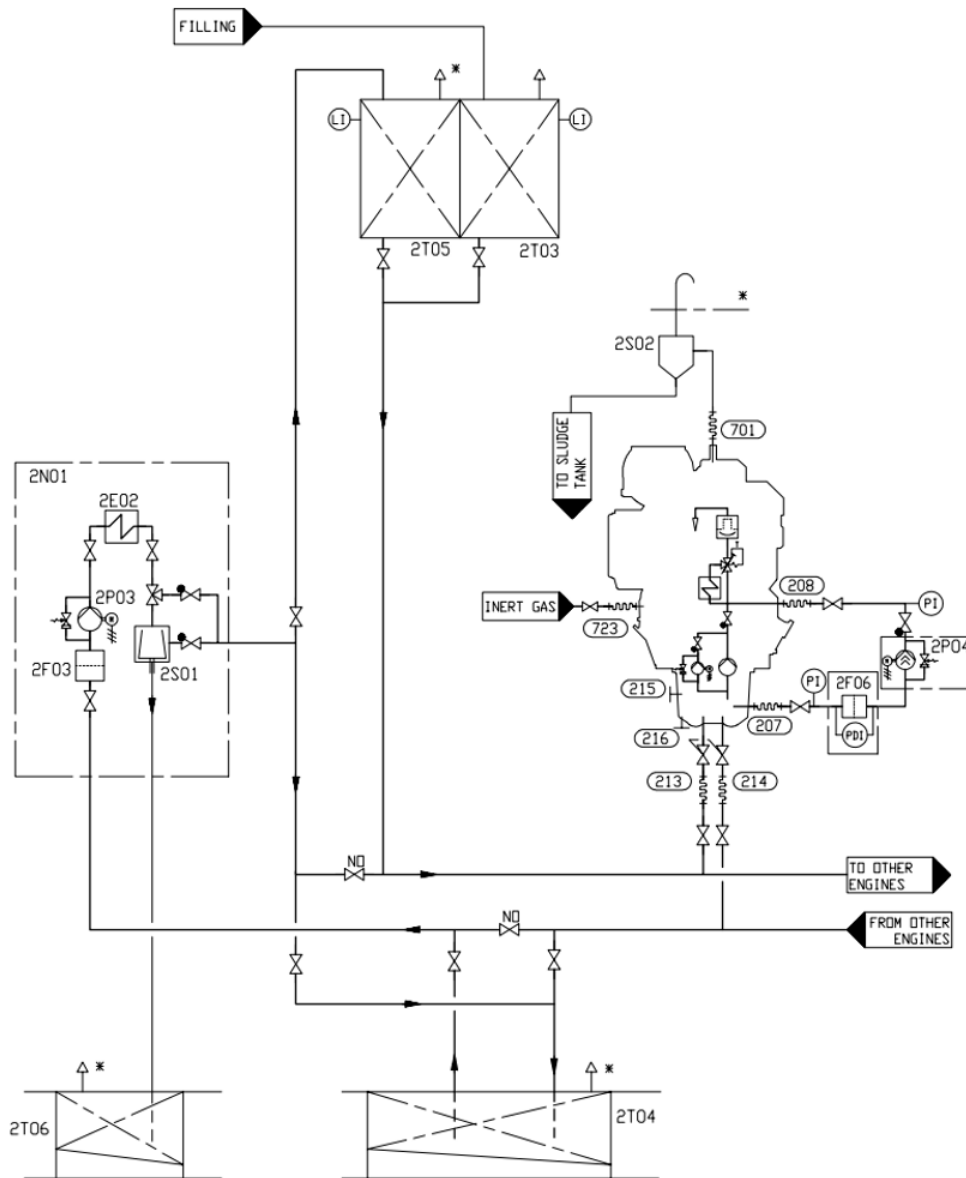 FILLING
*
LI
LI
2T05
2T03
*
2S02
701
TO SLUDGE
TANK
2N01
2E02
2P03
2F03
2S01
INERT GAS
723
208
PI
2P04
215
PI
2F06
216
207
PDI
213
214
NO
TO OTHER
ENGINES
NO
FROM OTHER
ENGINES
*
*
2T06
2T04